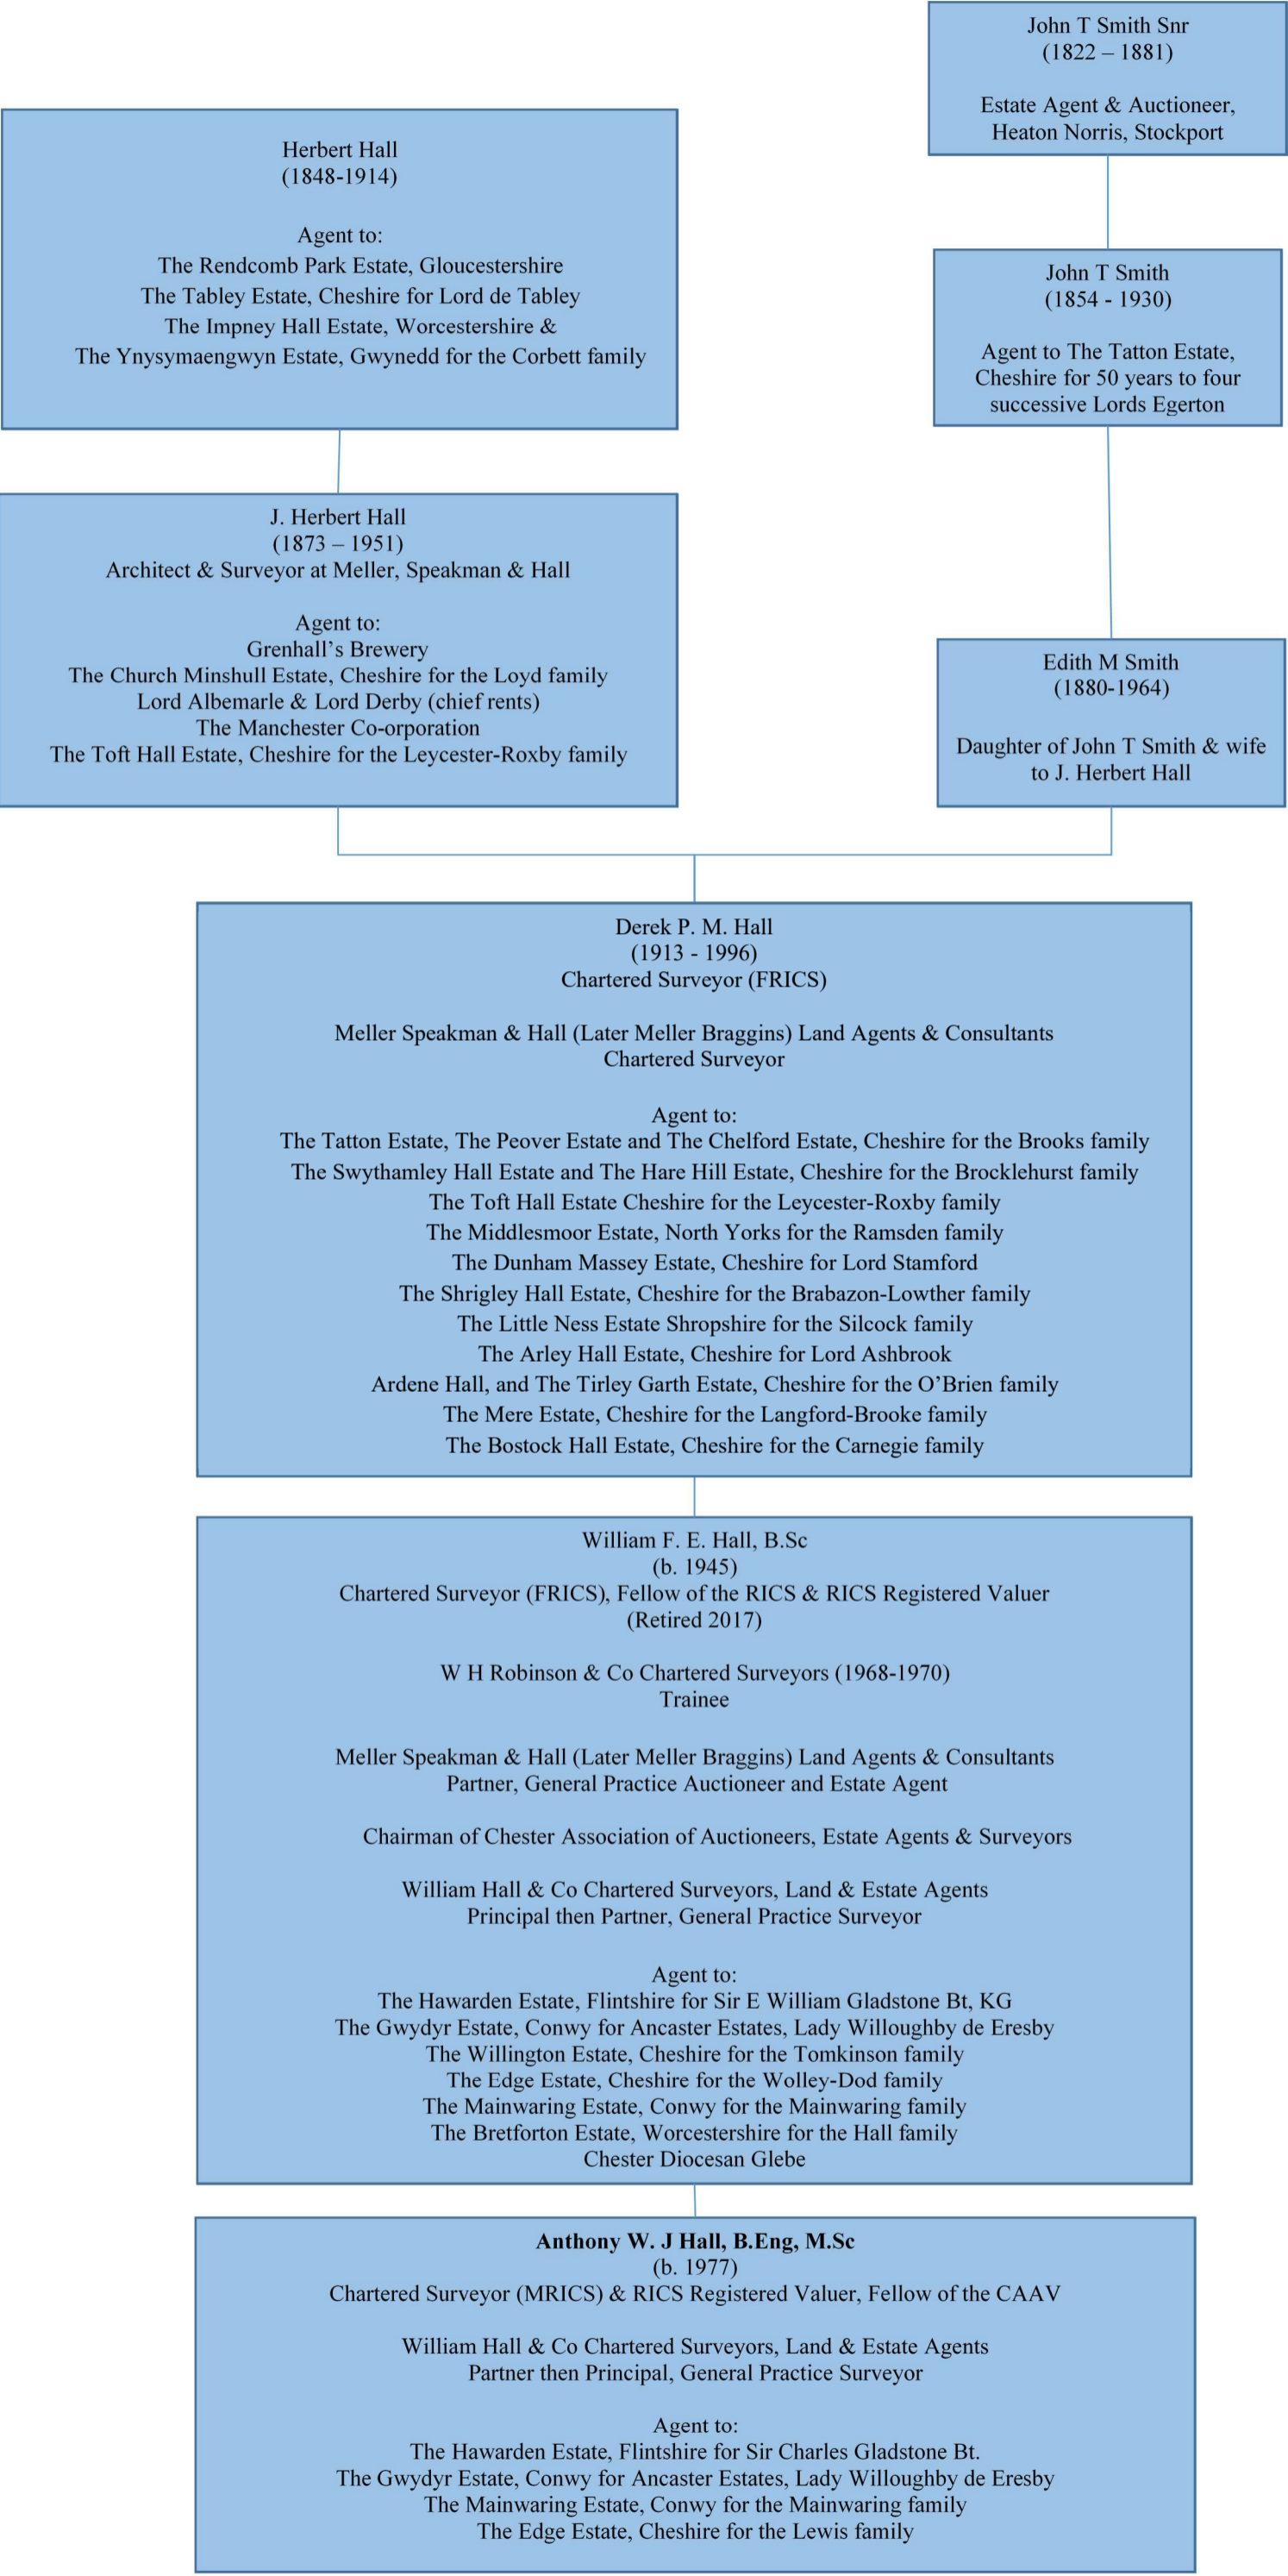 John T Smith Snr
(1822 – 1881)
Estate Agent & Auctioneer,
Heaton Norris, Stockport
Herbert Hall
(1848-1914)
Agent to:
The Rendcomb Park Estate, Gloucestershire
The Tabley Estate, Cheshire for Lord de Tabley
The Impney Hall Estate, Worcestershire &
The Ynysymaengwyn Estate, Gwynedd for the Corbett family
John T Smith
(1854 - 1930)
Agent to The Tatton Estate,
Cheshire for 50 years to four
successive Lords Egerton
J. Herbert Hall
(1873 – 1951)
Architect & Surveyor at Meller, Speakman & Hall
Agent to:
Grenhall’s Brewery
The Church Minshull Estate, Cheshire for the Loyd family
Lord Albemarle & Lord Derby (chief rents)
The Manchester Co-orporation
The Toft Hall Estate, Cheshire for the Leycester-Roxby family
Edith M Smith
(1880-1964)
Daughter of John T Smith & wife
to J. Herbert Hall
Derek P. M. Hall
(1913 - 1996)
Chartered Surveyor (FRICS)
Meller Speakman & Hall (Later Meller Braggins) Land Agents & Consultants
Chartered Surveyor
Agent to:
The Tatton Estate, The Peover Estate and The Chelford Estate, Cheshire for the Brooks family
The Swythamley Hall Estate and The Hare Hill Estate, Cheshire for the Brocklehurst family
The Toft Hall Estate Cheshire for the Leycester-Roxby family
The Middlesmoor Estate, North Yorks for the Ramsden family
The Dunham Massey Estate, Cheshire for Lord Stamford
The Shrigley Hall Estate, Cheshire for the Brabazon-Lowther family
The Little Ness Estate Shropshire for the Silcock family
The Arley Hall Estate, Cheshire for Lord Ashbrook
Ardene Hall, and The Tirley Garth Estate, Cheshire for the O’Brien family
The Mere Estate, Cheshire for the Langford-Brooke family
The Bostock Hall Estate, Cheshire for the Carnegie family
William F. E. Hall, B.Sc
(b. 1945)
Chartered Surveyor (FRICS), Fellow of the RICS & RICS Registered Valuer
(Retired 2017)
W H Robinson & Co Chartered Surveyors (1968-1970)
Trainee
Meller Speakman & Hall (Later Meller Braggins) Land Agents & Consultants
Partner, General Practice Auctioneer and Estate Agent
Chairman of Chester Association of Auctioneers, Estate Agents & Surveyors
William Hall & Co Chartered Surveyors, Land & Estate Agents
Principal then Partner, General Practice Surveyor
Agent to:
The Hawarden Estate, Flintshire for Sir E William Gladstone Bt, KG
The Gwydyr Estate, Conwy for Ancaster Estates, Lady Willoughby de Eresby
The Willington Estate, Cheshire for the Tomkinson family
The Edge Estate, Cheshire for the Wolley-Dod family
The Mainwaring Estate, Conwy for the Mainwaring family
The Bretforton Estate, Worcestershire for the Hall family
Chester Diocesan Glebe
Anthony W. J Hall, B.Eng, M.Sc
(b. 1977)
Chartered Surveyor (MRICS) & RICS Registered Valuer, Fellow of the CAAV
William Hall & Co Chartered Surveyors, Land & Estate Agents
Partner then Principal, General Practice Surveyor
Agent to:
The Hawarden Estate, Flintshire for Sir Charles Gladstone Bt.
The Gwydyr Estate, Conwy for Ancaster Estates, Lady Willoughby de Eresby
The Mainwaring Estate, Conwy for the Mainwaring family
The Edge Estate, Cheshire for the Lewis family